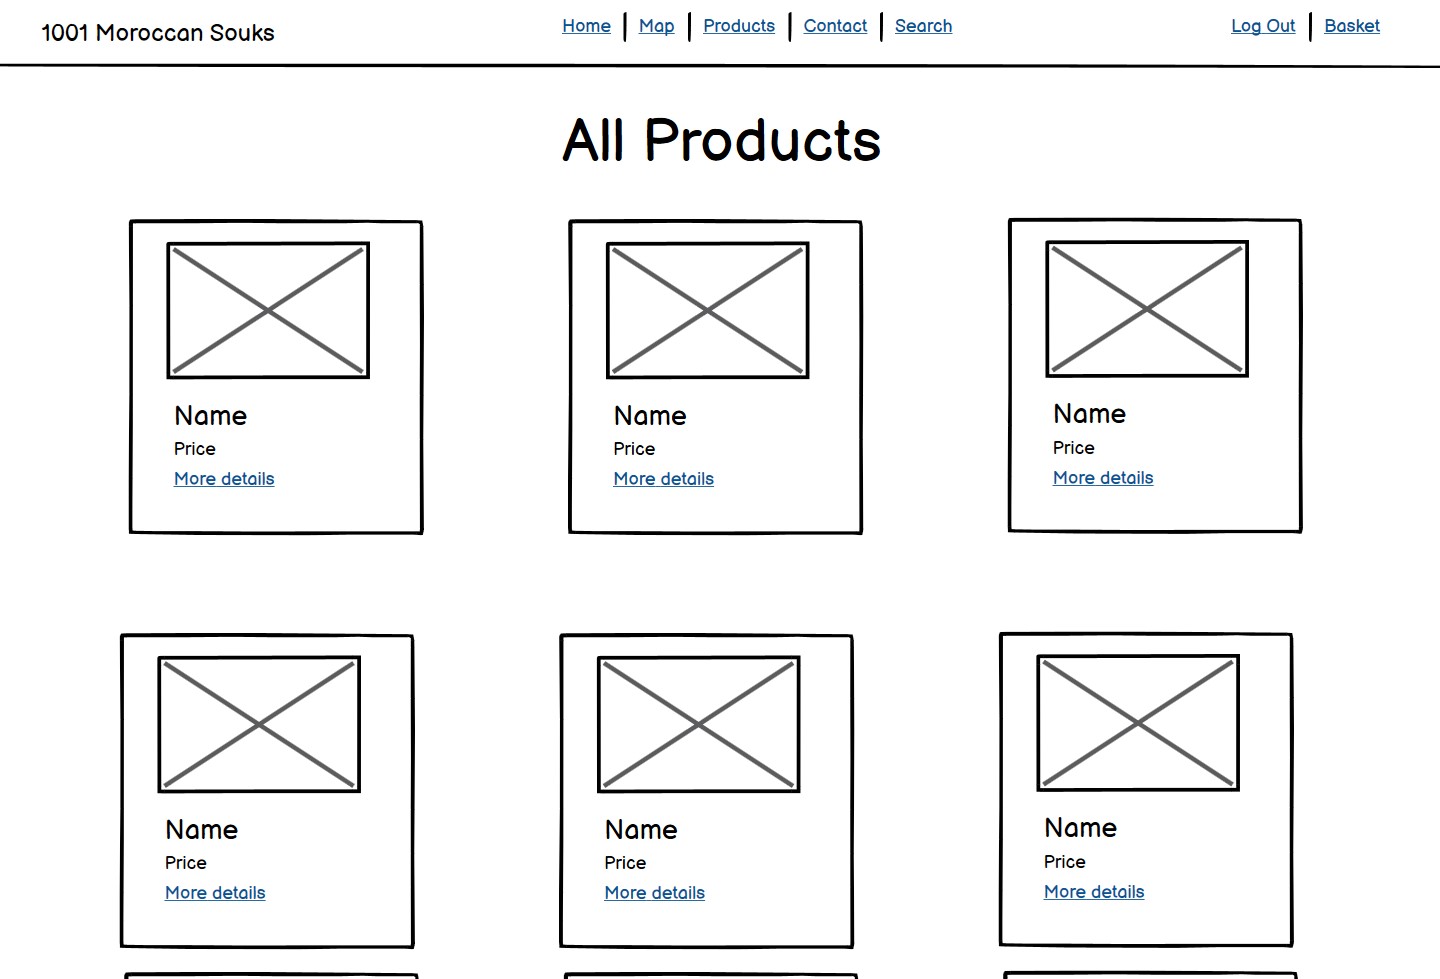 1001 Moroccan Souks
Home Map Products Contact Search
Log Out Basket
All Products
Name
Price
More details
Name
Price
More details
Name
Price
More details
Name
Price
More details
Name
Price
More details
Name
Price
More details